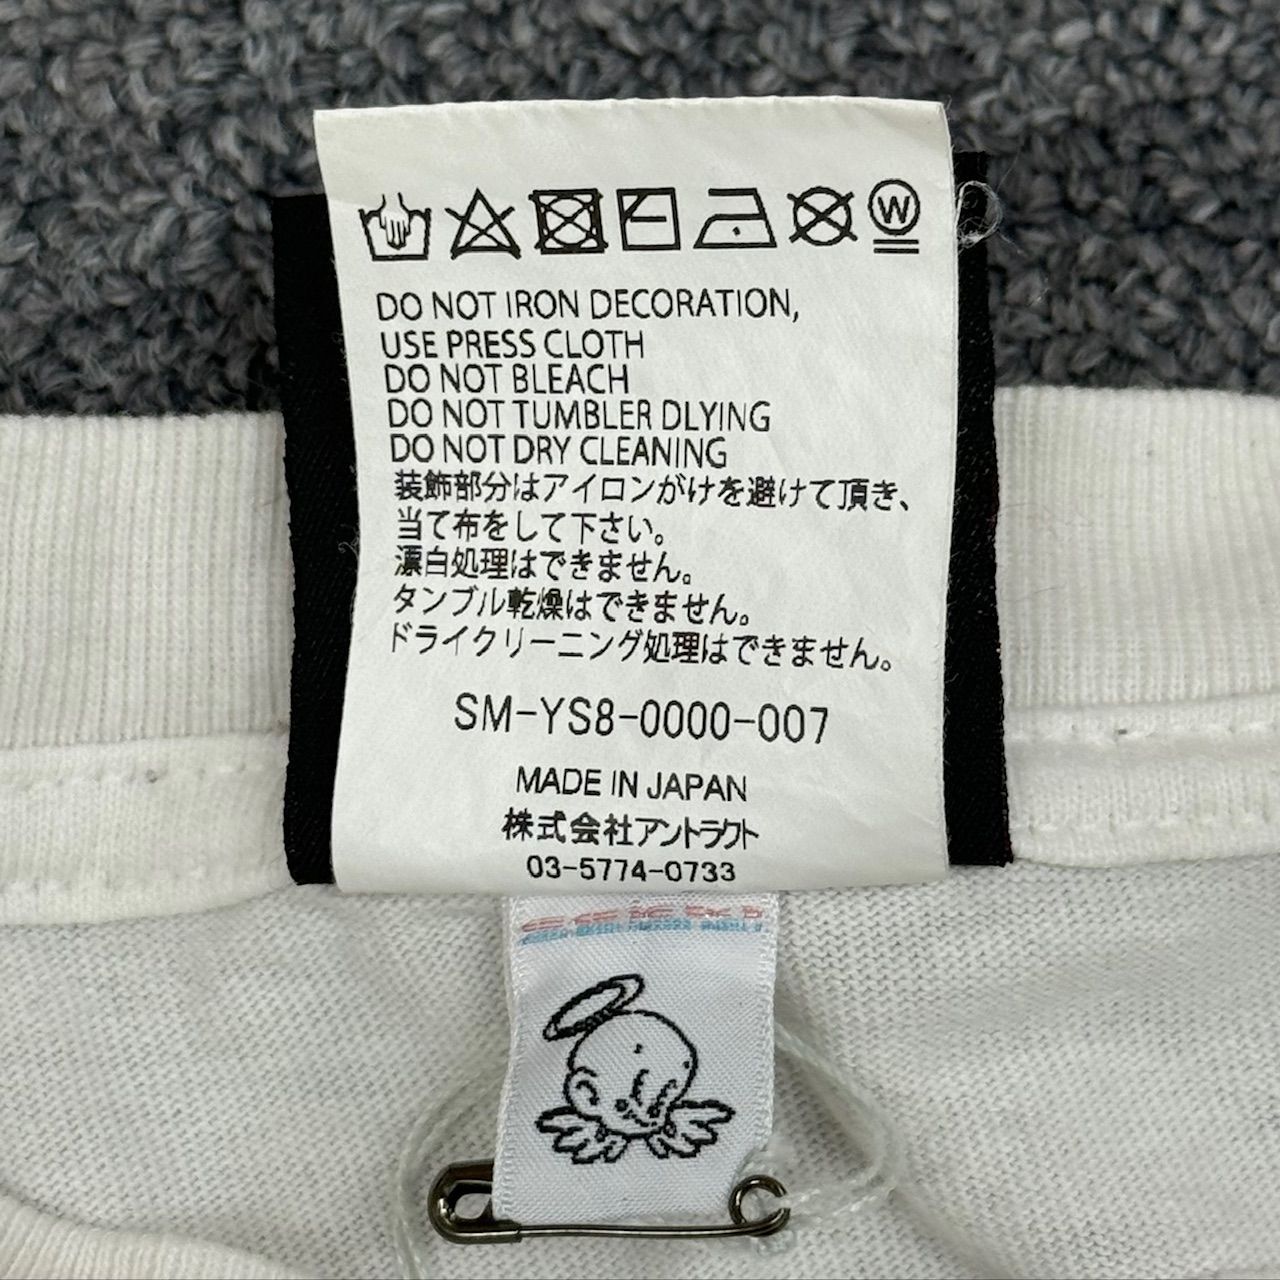 W
DO NOT IRON DECORATION,
USE PRESS CLOTH
DO NOT BLEACH
DO NOT TUMBLER DLYING
DO NOT DRY CLEANING
装飾部分はアイロンがけを避けて頂き、
当て布をして下さい。
漂白処理はできません。
タンブル乾燥はできません。
ドライクリーニング処理はできません。
SM-YS8-0000-007
MADE IN JAPAN
株式会社アントラクト
03-5774-0733